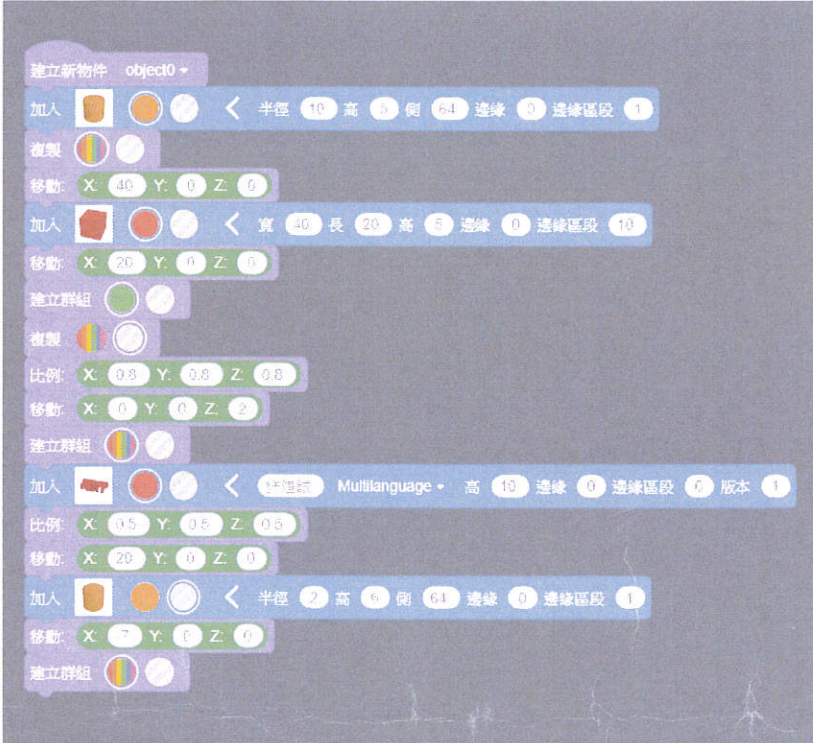 建立新物件 object0
加入 半徑 10 高 5 側 64 邊緣 0 邊緣區段 1
複製
移動: X: 40 Y: 0 Z: 0
加入 寬 40 長 20 高 5 邊緣 0 邊緣區段 10
移動: X: 20 Y: 0 Z: 0
建立群組
複製
比例: X: 0.8 Y: 0.8 Z: 0.8
移動: X: 0 Y: 0 Z: 2
建立群組
加入 Multilanguage 高 10 邊緣 0 邊緣區段 0 版本 1
比例: X: 0.5 Y: 0.5 Z: 0.5
移動: X: 20 Y: 0 Z: 0
加入 半徑 2 高 6 側 64 邊緣 0 邊緣區段 1
移動: X: Y: 0 Z: 0
建立群組